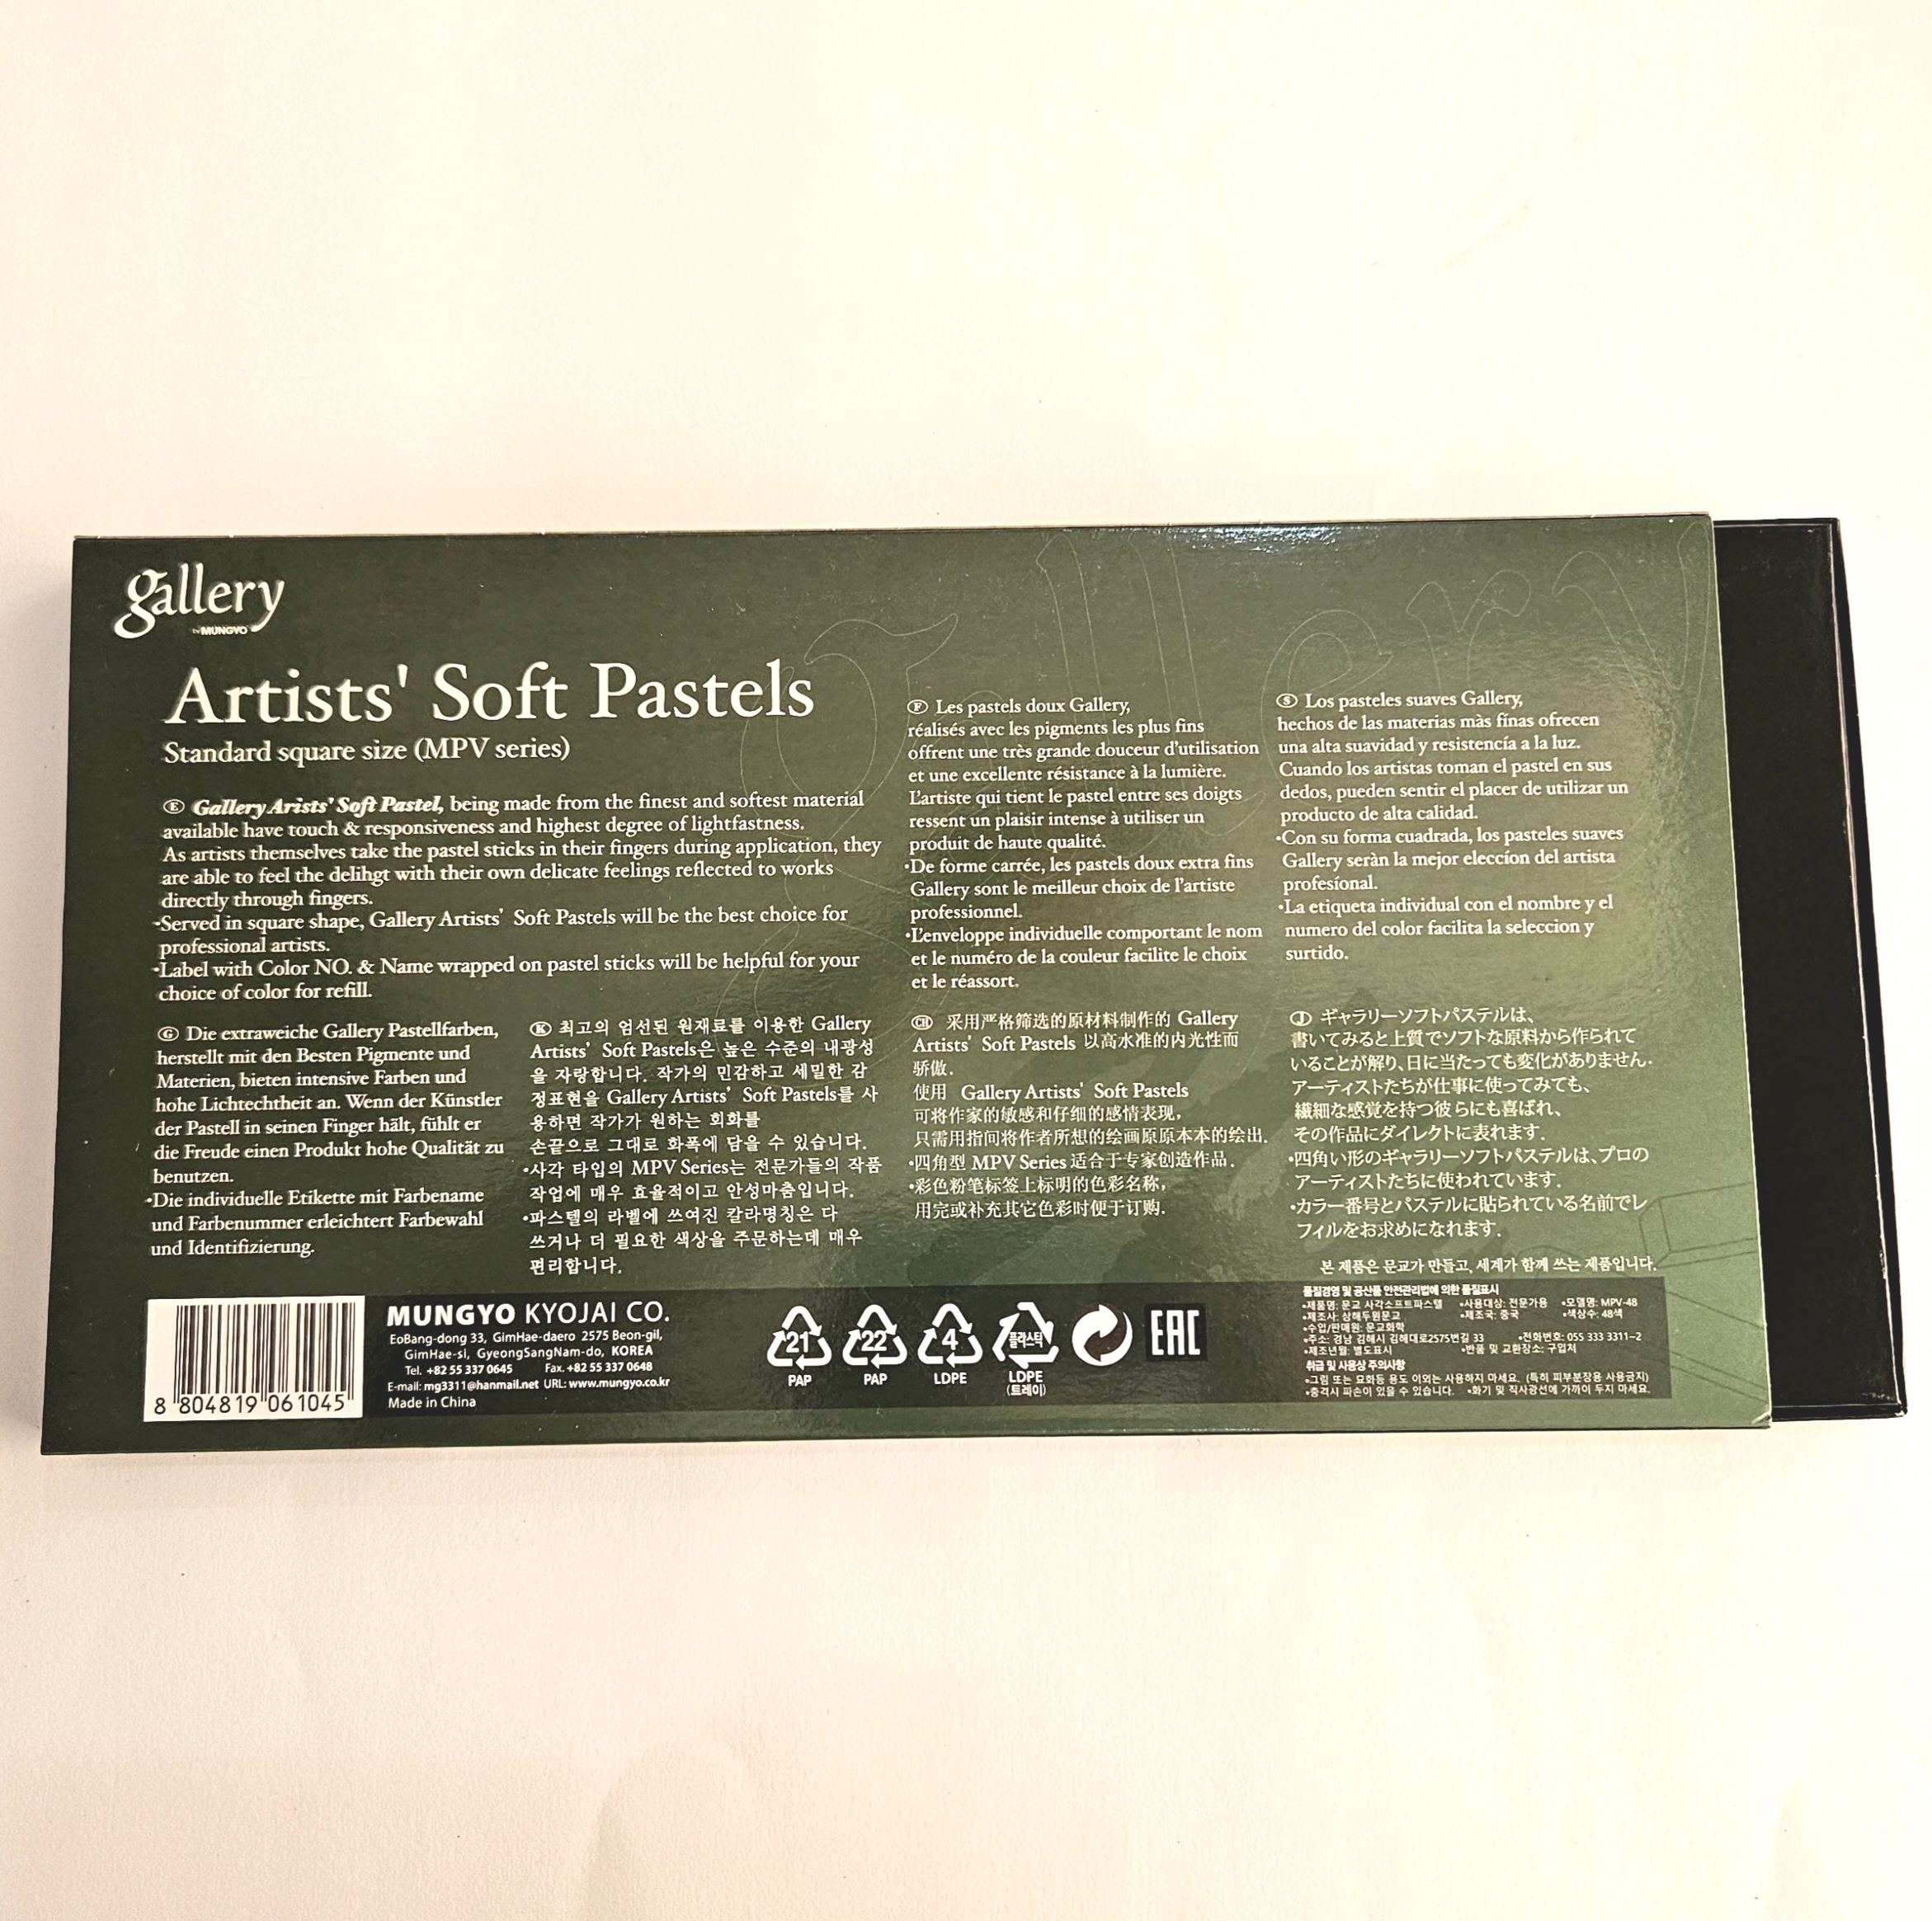 gallery
by MUNGYO
Artists' Soft Pastels
Standard square size (MPV series)
Ⓔ Gallery Arists' Soft Pastel, being made from the finest and softest material
available have touch & responsiveness and highest degree of lightfastness.
As artists themselves take the pastel sticks in their fingers during application, they
are able to feel the delihgt with their own delicate feelings reflected to works
directly through fingers.
•Served in square shape, Gallery Artists' Soft Pastels will be the best choice for
professional artists.
•Label with Color NO. & Name wrapped on pastel sticks will be helpful for your
choice of color for refill.
Ⓕ Les pastels doux Gallery,
réalisés avec les pigments les plus fins
offrent une très grande douceur d'utilisation
et une excellente résistance à la lumière.
L'artiste qui tient le pastel entre ses doigts
ressent un plaisir intense à utiliser un
produit de haute qualité.
•De forme carrée, les pastels doux extra fins
Gallery sont le meilleur choix de l'artiste
professionnel.
•L'enveloppe individuelle comportant le nom
et le numéro de la couleur facilite le choix
et le réassort.
Ⓢ Los pasteles suaves Gallery,
hechos de las materias màs fínas ofrecen
una alta suavidad y resistencía a la luz.
Cuando los artistas toman el pastel en sus
dedos, pueden sentir el placer de utilizar un
producto de alta calidad.
•Con su forma cuadrada, los pasteles suaves
Gallery seràn la mejor eleccíon del artista
profesional.
•La etiqueta individual con el nombre y el
numero del color facilita la seleccion y
surtido.
Ⓖ Die extraweiche Gallery Pastellfarben,
herstellt mit den Besten Pigmente und
Materien, bieten intensive Farben und
hohe Lichtechtheit an. Wenn der Künstler
der Pastell in seinen Finger hält, fühlt er
die Freude einen Produkt hohe Qualität zu
benutzen.
•Die individuelle Etikette mit Farbename
und Farbenummer erleichtert Farbewahl
und Identifizierung.
Ⓚ 최고의 엄선된 원재료를 이용한 Gallery
Artists' Soft Pastels은 높은 수준의 내광성
을 자랑합니다. 작가의 민감하고 세밀한 감
정표현을 Gallery Artists' Soft Pastels를 사
용하면 작가가 원하는 회화를
손끝으로 그대로 화폭에 담을 수 있습니다.
•사각 타입의 MPV Series는 전문가들의 작품
작업에 매우 효율적이고 안성마춤입니다.
•파스텔의 라벨에 쓰여진 칼라명칭은 다
쓰거나 더 필요한 색상을 주문하는데 매우
편리합니다.
CH 采用严格筛选的原材料制作的 Gallery
Artists' Soft Pastels 以高水准的内光性而
骄傲.
使用 Gallery Artists' Soft Pastels
可将作家的敏感和仔细的感情表现,
只需用指间将作者所想的绘画原原本本的绘出.
•四角型 MPV Series 适合于专家创造作品.
•彩色粉笔标签上标明的色彩名称,
用完或补充其它色彩时便于订购.
Ⓙ ギャラリーソフトパステルは、
書いてみると上質でソフトな原料から作られて
いることが解り、日に当たっても変化がありません.
アーティストたちが仕事に使ってみても、
繊細な感覚を持つ彼らにも喜ばれ、
その作品にダイレクトに表れます.
•四角い形のギャラリーソフトパステルは、プロの
アーティストたちに使われています.
•カラー番号とパステルに貼られている名前でレ
フィルをお求めになれます.
본 제품은 문교가 만들고, 세계가 함께 쓰는 제품입니다.
8 804819 061045
MUNGYO KYOJAI CO.
EoBang-dong 33, GimHae-daero 2575 Beon-gil,
GimHae-si, GyeongSangNam-do, KOREA
Tel. +82 55 337 0645 Fax. +82 55 337 0648
E-mail: mg3311@hanmail.net URL: www.mungyo.co.kr
Made in China
21
PAP
22
PAP
4
LDPE
플라스틱
LDPE
(트레이)
EAC
품질경영 및 공산품 안전관리법에 의한 품질표시
•제품명: 문교 사각소프트파스텔 •사용대상: 전문가용 •모델명: MPV-48
•제조사: 상해두원문교 •제조국: 중국 •색상수: 48색
•수입/판매원: 문교화학
•주소: 경남 김해시 김해대로2575번길 33 •전화번호: 055 333 3311~2
•제조년월: 별도표시 •반품 및 교환장소: 구입처
취급 및 사용상 주의사항
•그림 또는 묘화등 용도 이외는 사용하지 마세요. (특히 피부분장용 사용금지)
•충격시 파손이 있을 수 있습니다. •화기 및 직사광선에 가까이 두지 마세요.